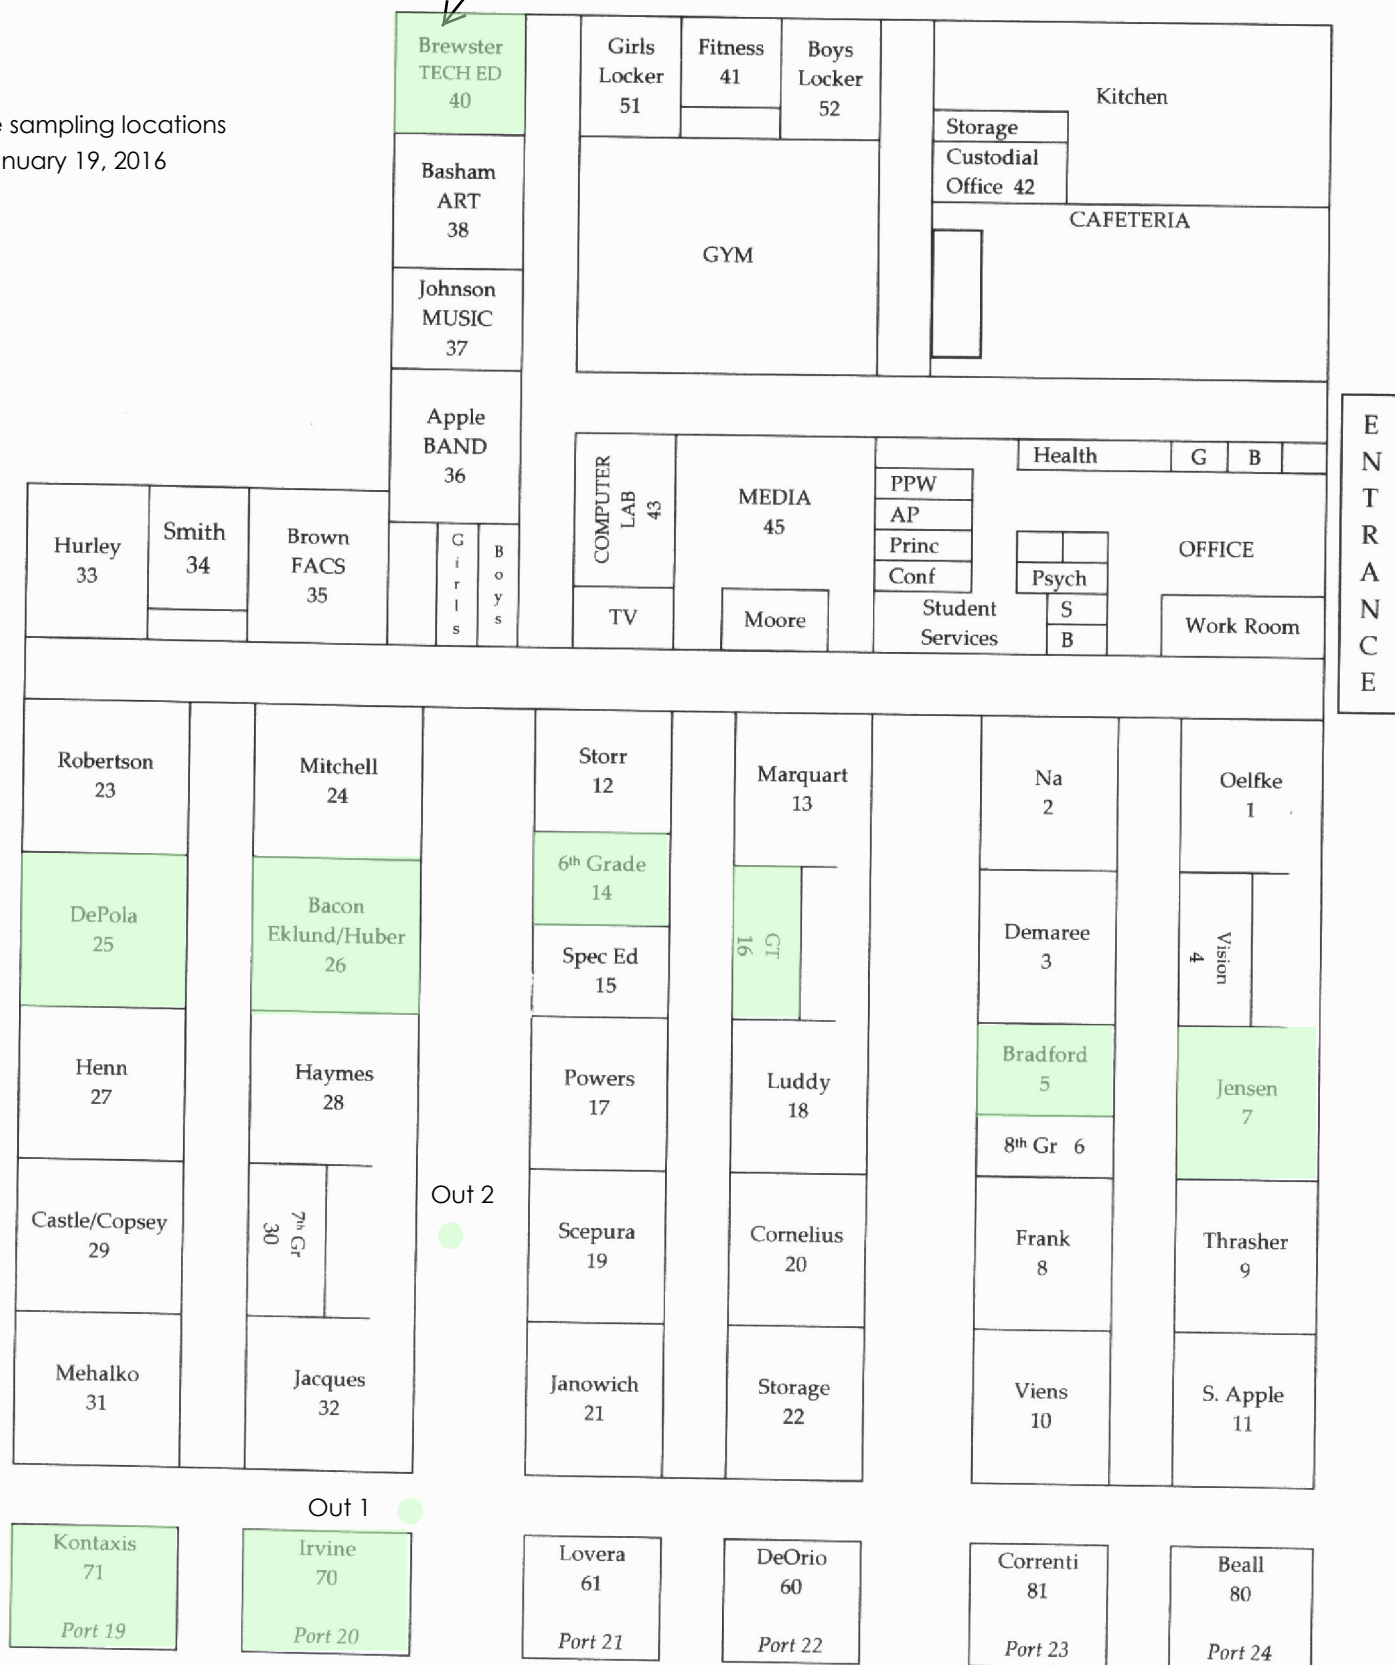 Brewster
TECH ED
40
Girls
Locker
51
Fitness
41
Boys
Locker
52
Kitchen
Storage
Custodial
Office 42
CAFETERIA
sampling locations
19, 2016
Basham
ART
38
GYM
Johnson
MUSIC
37
Apple
BAND
36
ENTRANCE
COMPUTER
LAB
43
MEDIA
45
Health
G
B
PPW
AP
Princ
Conf
OFFICE
Psych
Student
Services
S
B
Work Room
TV
Moore
Hurley
33
Smith
34
Brown
FACS
35
Girls
Boys
Robertson
23
Mitchell
24
Storr
12
Marquart
13
Na
2
Oelfke
1
DePola
25
Bacon
Eklund/Huber
26
6th Grade
14
Spec Ed
15
GT
16
Demaree
3
Vision
4
Henn
27
Haymes
28
Powers
17
Luddy
18
Bradford
5
8th Gr 6
Jensen
7
Castle/Copsey
29
7th Gr
30
Out 2
Scepura
19
Cornelius
20
Frank
8
Thrasher
9
Mehalko
31
Jacques
32
Janowich
21
Storage
22
Viens
10
S. Apple
11
Out 1
Kontaxis
71
Port 19
Irvine
70
Port 20
Lovera
61
Port 21
DeOrio
60
Port 22
Correnti
81
Port 23
Beall
80
Port 24